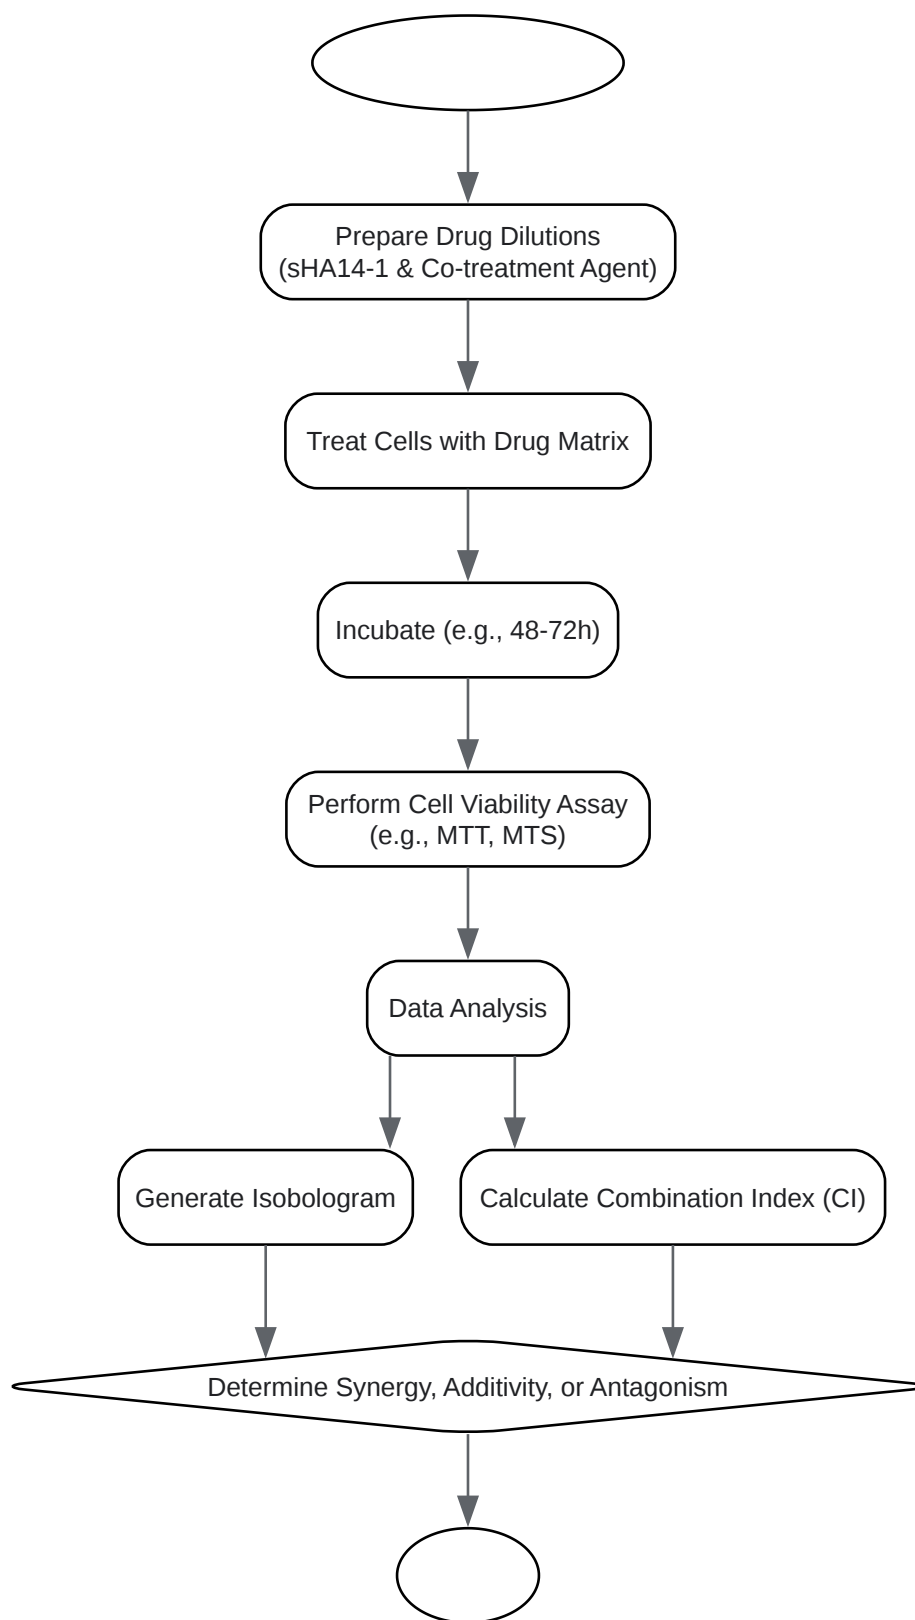 Prepare Drug Dilutions
(sHA14-1 & Co-treatment Agent)
Treat Cells with Drug Matrix
Incubate (e.g., 48-72h)
Perform Cell Viability Assay
(e.g., MTT, MTS)
Data Analysis
Generate Isobologram
Calculate Combination Index (CI)
Determine Synergy, Additivity, or Antagonism